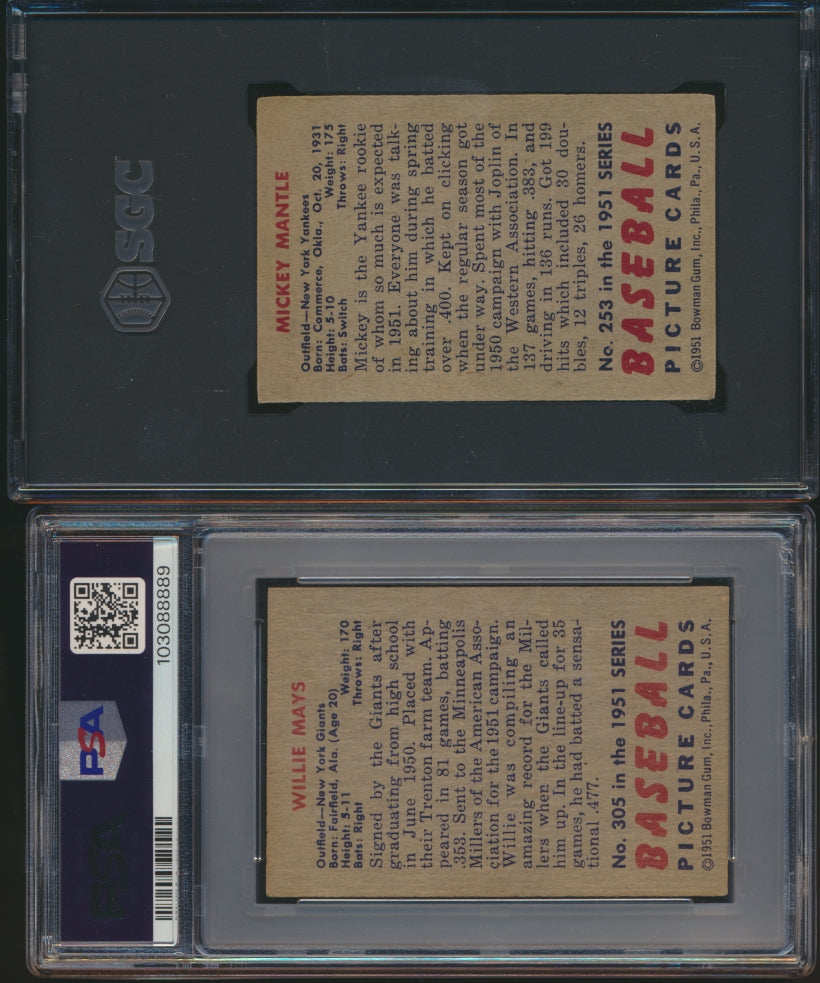 SGC
MICKEY MANTLE
Outfield—New York Yankees
Born: Commerce, Okla., Oct. 20, 1931
Height: 5-10 Weight: 175
Bats: Switch Throws: Right
Mickey is the Yankee rookie
of whom so much is expected
in 1951. Everyone was talk-
ing about him during spring
training in which he batted
over .400. Kept on clicking
when the regular season got
under way. Spent most of the
1950 campaign with Joplin of
the Western Association. In
137 games, hitting .383, and
driving in 136 runs. Got 199
hits which included 30 dou-
bles, 12 triples, 26 homers.
No. 253 in the 1951 SERIES
BASEBALL
PICTURE CARDS
©1951 Bowman Gum, Inc., Phila., Pa., U.S.A.
PSA
103088889
WILLIE MAYS
Outfield—New York Giants
Born: Fairfield, Ala. (Age 20)
Height: 5-11 Weight: 170
Bats: Right Throws: Right
Signed by the Giants after
graduating from high school
in June 1950. Placed with
their Trenton farm team. Ap-
peared in 81 games, batting
.353. Sent to the Minneapolis
Millers of the American Asso-
ciation for the 1951 campaign.
Willie was compiling an
amazing record for the Mil-
lers when the Giants called
him up. In the line-up for 35
games, he had batted a sensa-
tional .477.
No. 305 in the 1951 SERIES
BASEBALL
PICTURE CARDS
©1951 Bowman Gum, Inc., Phila., Pa., U.S.A.